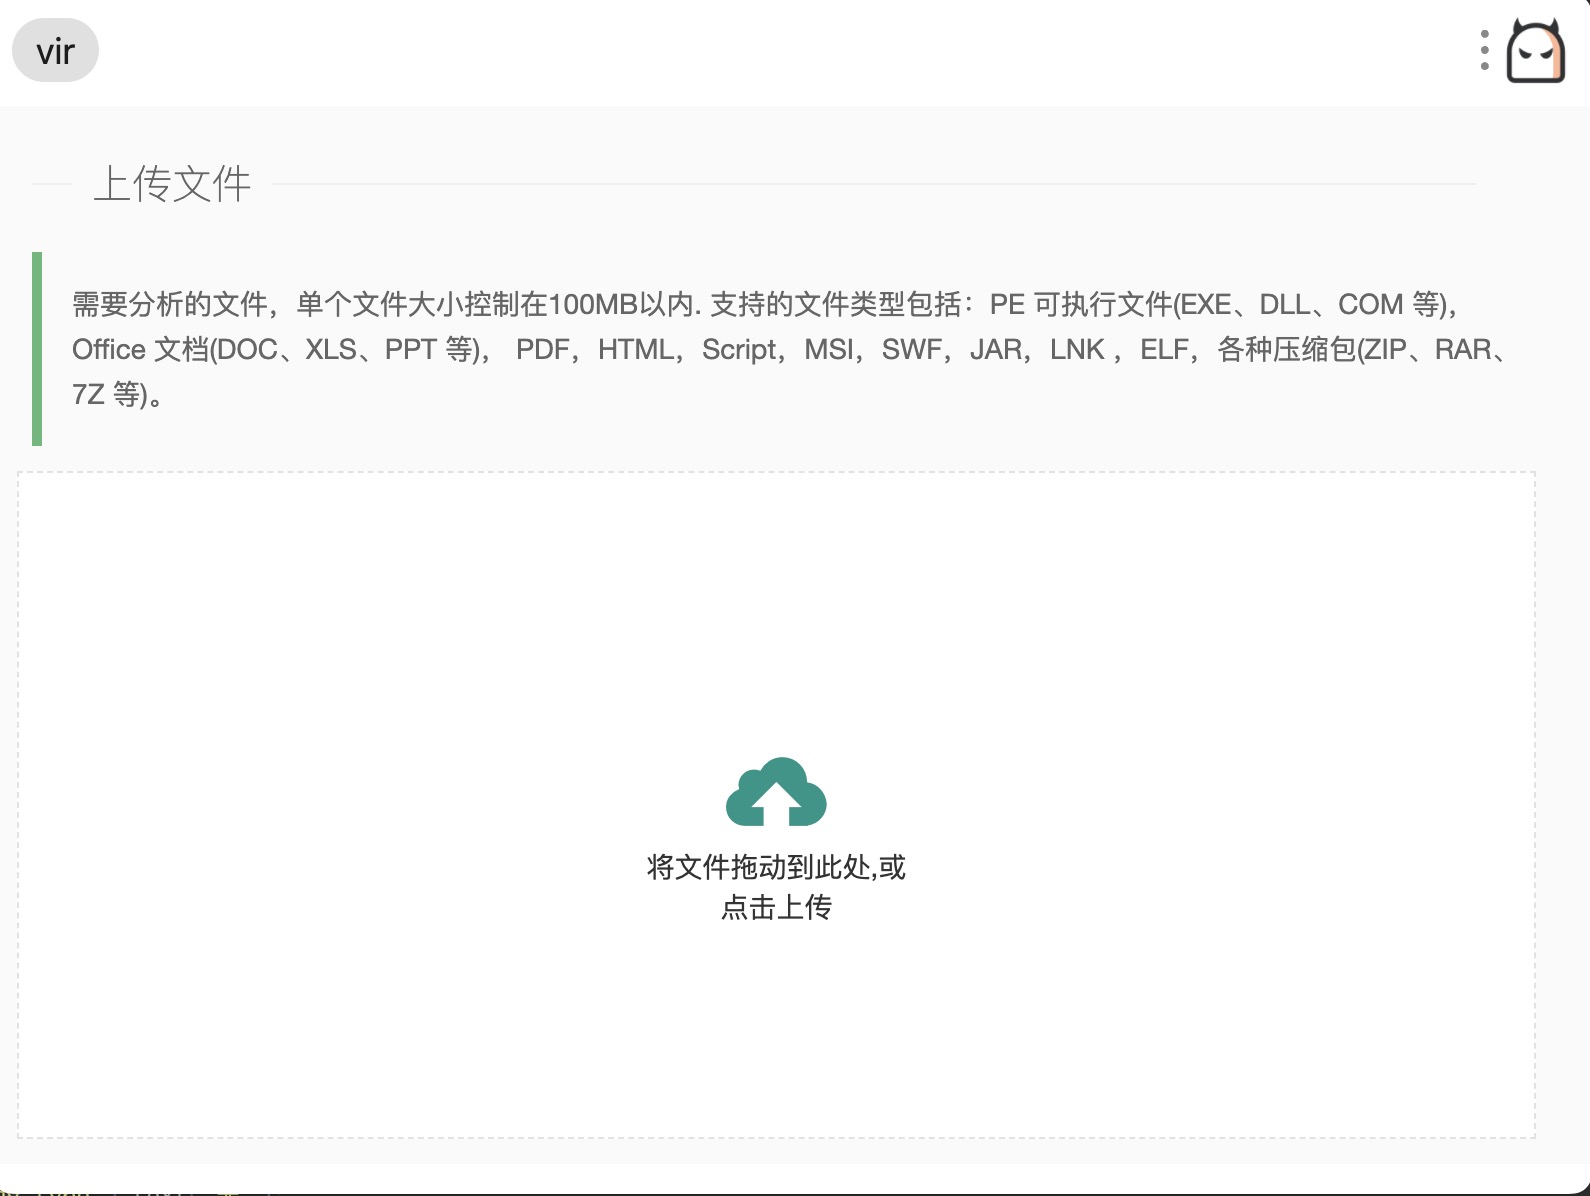 vir
上传文件
需要分析的文件，单个文件大小控制在100MB以内. 支持的文件类型包括：PE 可执行文件(EXE、DLL、COM 等)，
Office 文档(DOC、XLS、PPT 等)， PDF，HTML，Script，MSI，SWF，JAR，LNK ，ELF，各种压缩包(ZIP、RAR、
7Z 等)。
将文件拖动到此处,或
点击上传